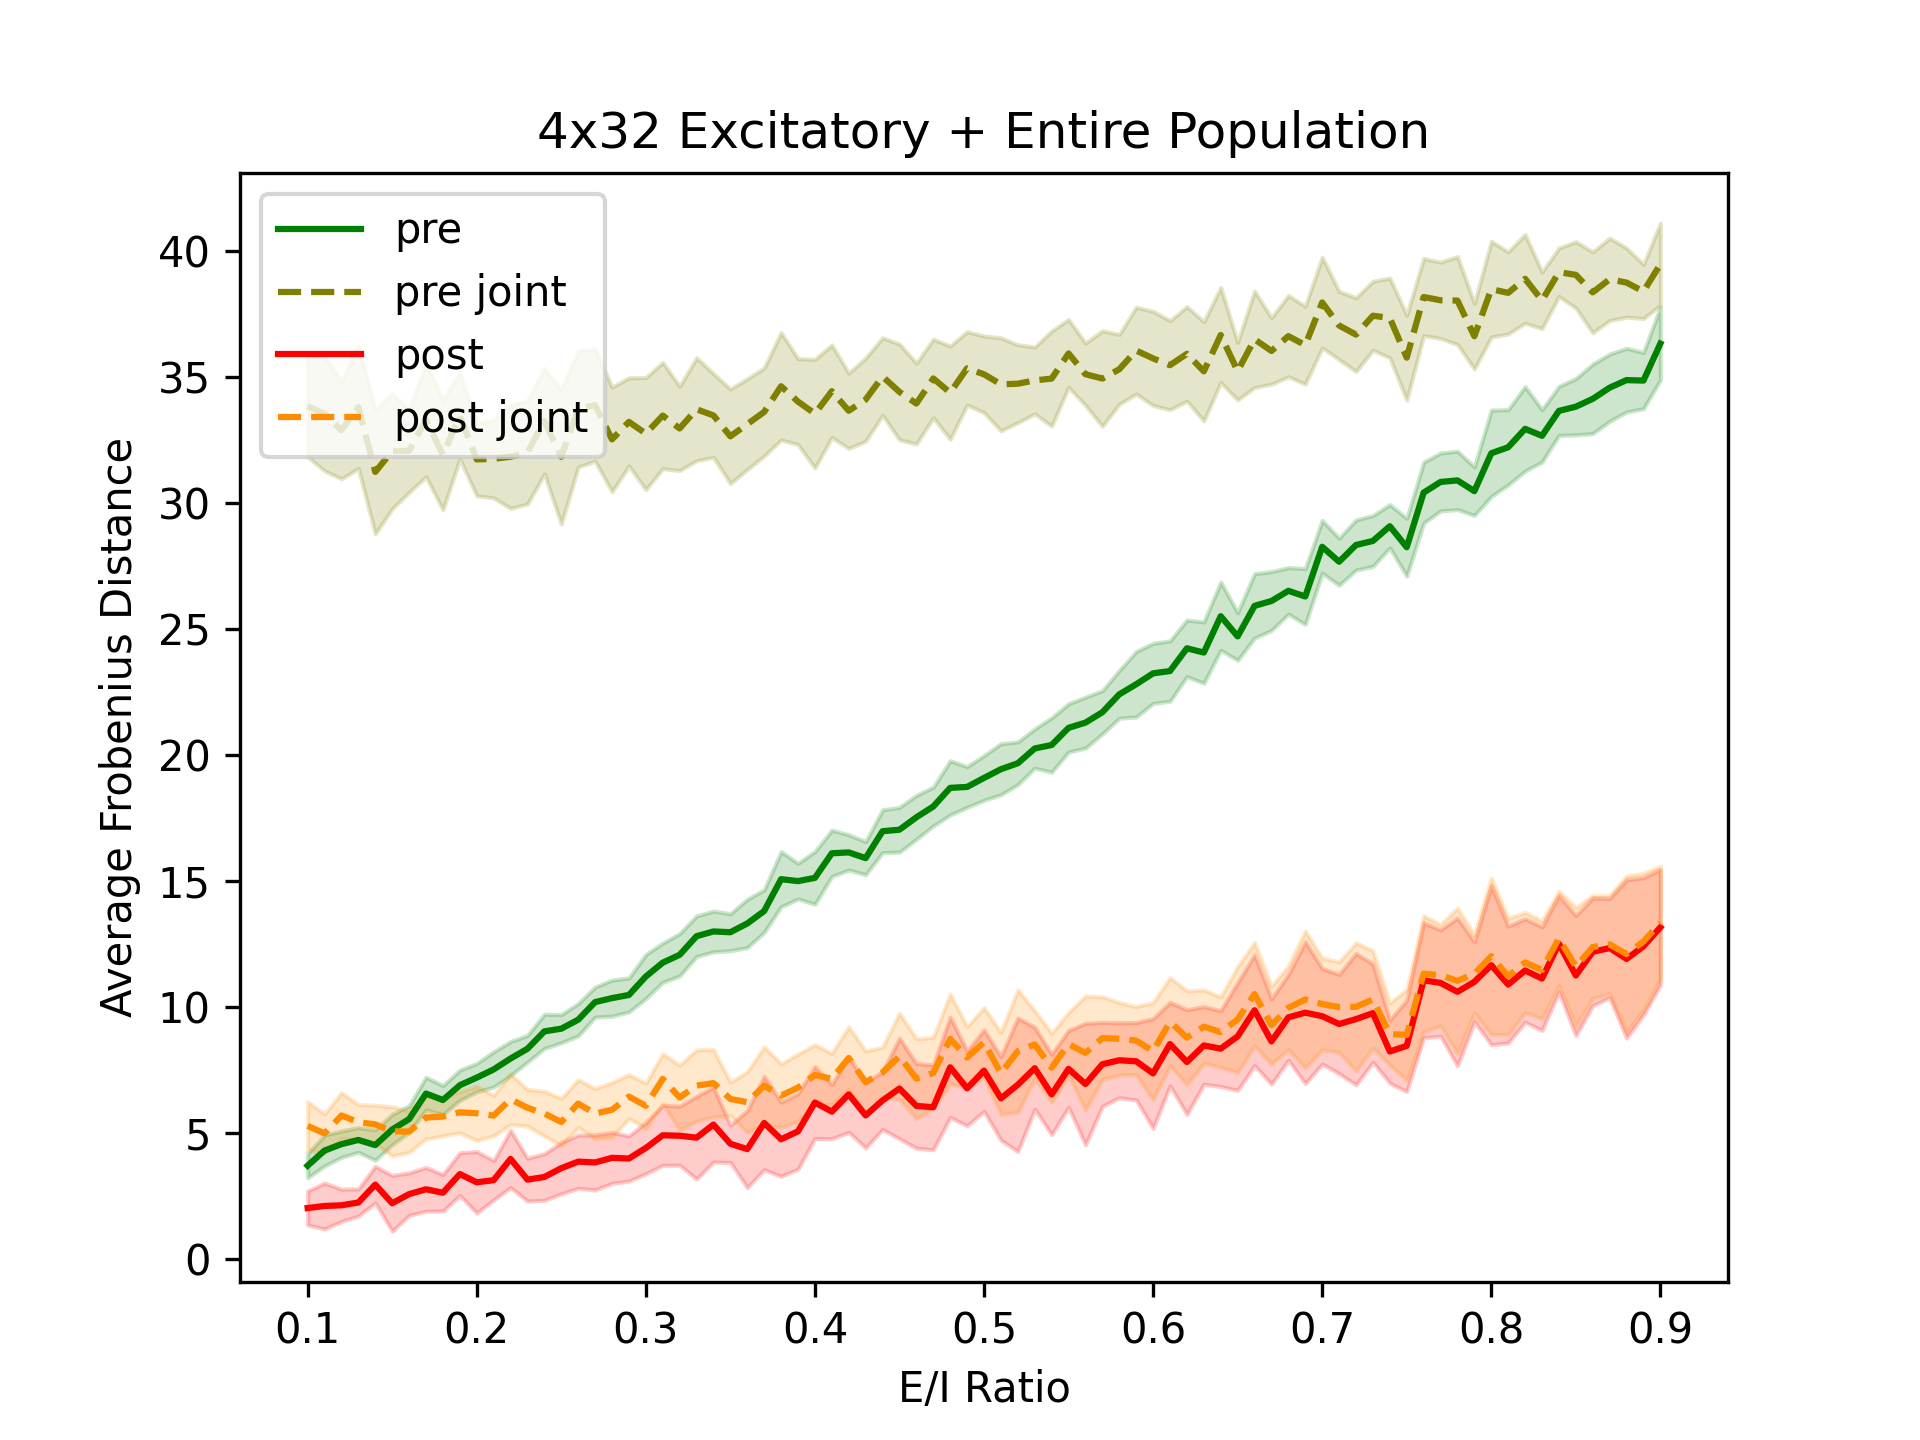 4x32 Excitatory + Entire Population
pre
pre joint
post
post joint
Average Frobenius Distance
40
35
30
25
20
15
10
5
0
0.1 0.2 0.3 0.4 0.5 0.6 0.7 0.8 0.9
E/I Ratio